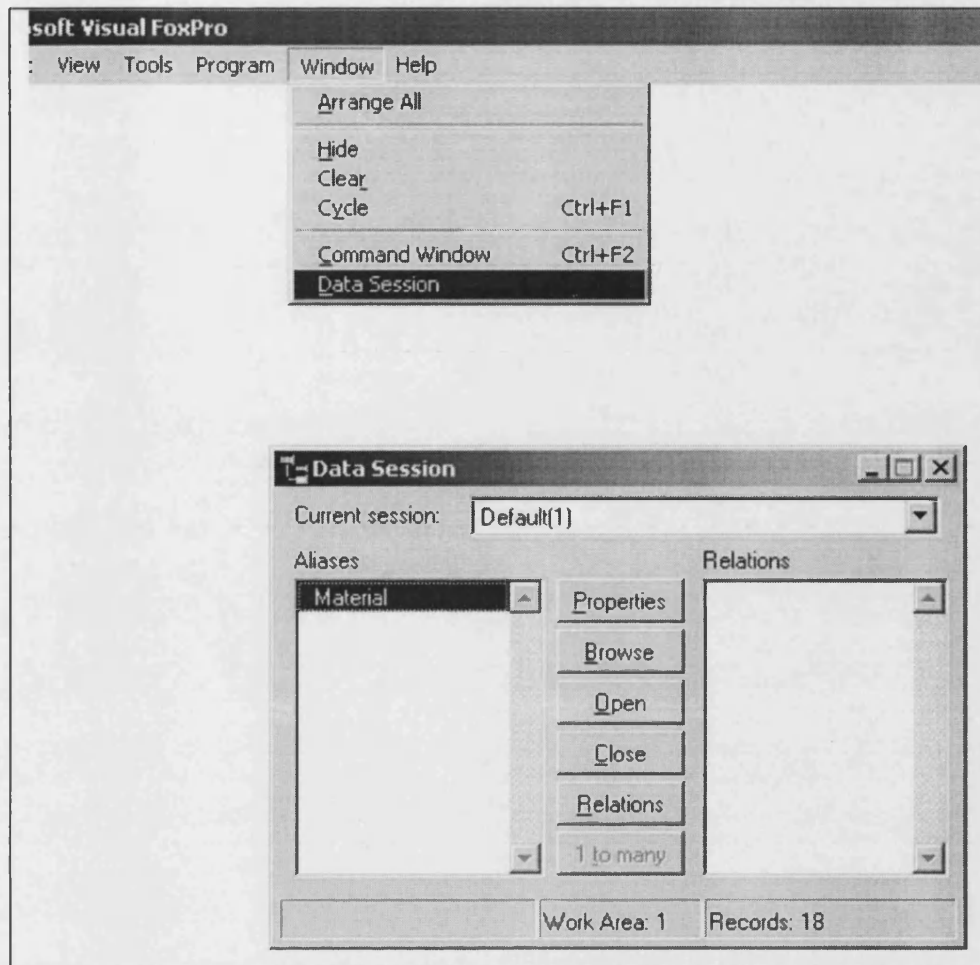 osoft Visual FoxPro
: View Tools Program Window Help
Arrange All
Hide
Clear
Cycle Ctrl+F1
Command Window Ctrl+F2
Data Session
Data Session
Current session: Default(1)
Aliases Relations
Material Properties
Browse
Open
Close
Relations
1 to many
Work Area: 1 Records: 18